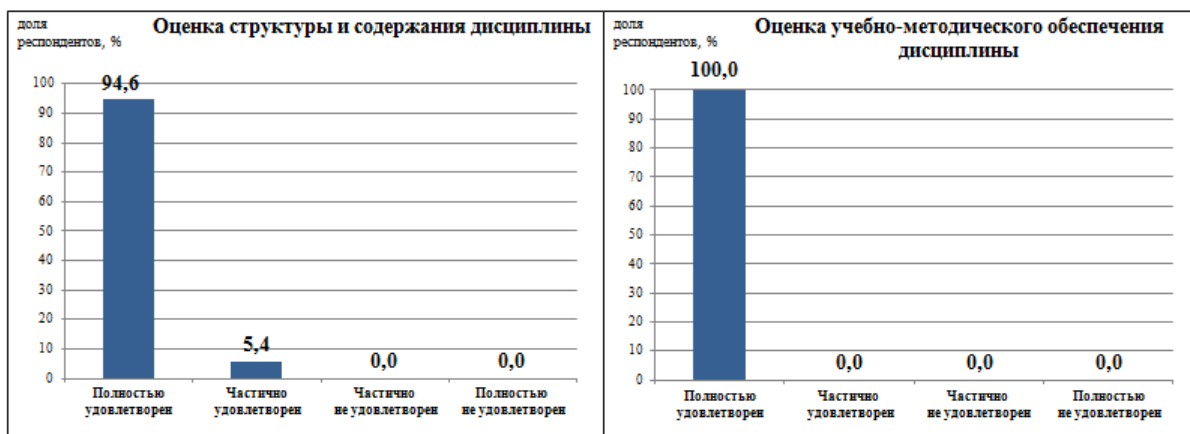 доля
респондентов, %
Оценка структуры и содержания дисциплины
94,6
5,4
0,0
0,0
100
90
80
70
60
50
40
30
20
10
0
Полностью
удовлетворен
Частично
удовлетворен
Частично
не удовлетворен
Полностью
не удовлетворен
доля
респондентов, %
Оценка учебно-методического обеспечения
дисциплины
100,0
0,0
0,0
0,0
100
90
80
70
60
50
40
30
20
10
0
Полностью
удовлетворен
Частично
удовлетворен
Частично
не удовлетворен
Полностью
не удовлетворен